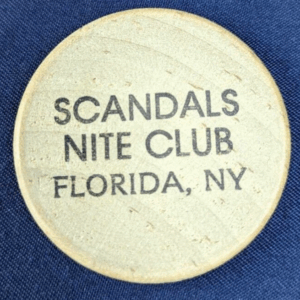 SCANDALS
NITE CLUB
FLORIDA, NY